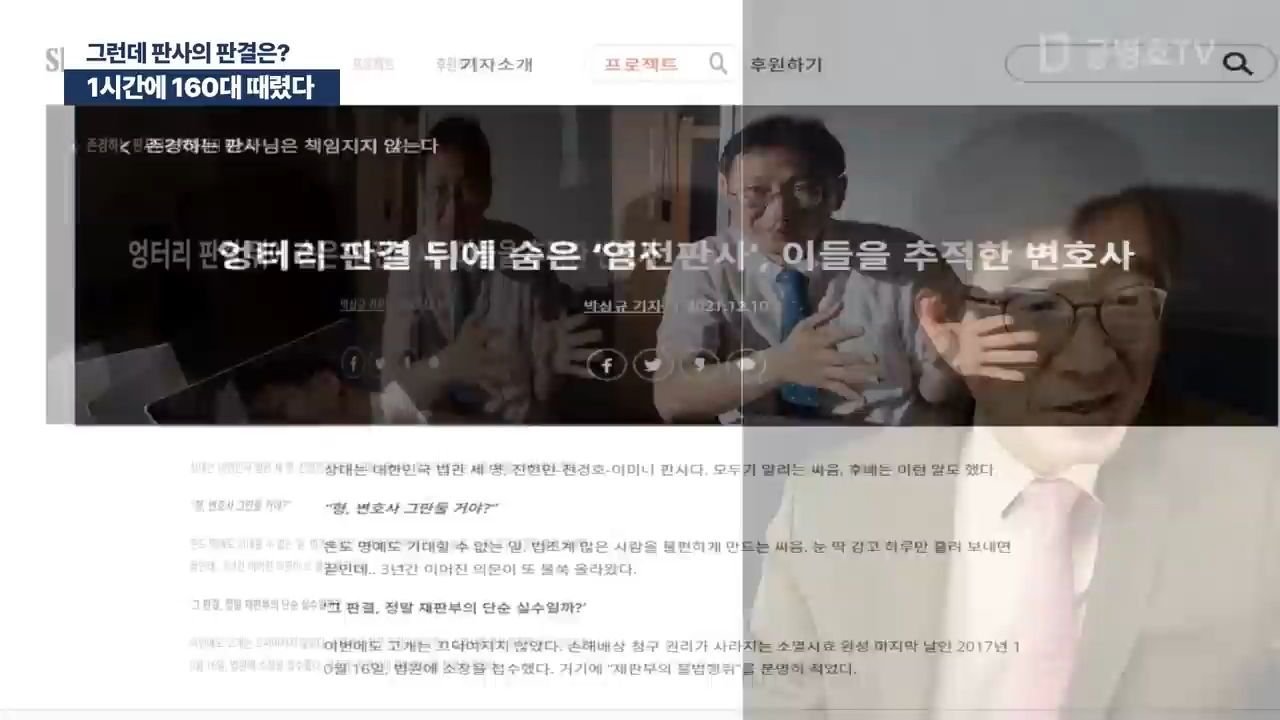 그런데 판사의 판결은?
1시간에 160대 때렸다
프로젝트 후원 기자소개 프로젝트 후원하기
< 존경하는 판사님은 책임지지 않는다
엉터리 판결 뒤에 숨은 ‘염전판사’, 이들을 추적한 변호사
박상규 기자 2021.12.10
상대는 대한민국 법관 세 명.
모두가 말리는 싸움, 후배는 이런 말도 했다.
“형, 변호사 그만둘 거야?”
돈도 명예도 기대할 수 없는 일, 법조계 많은 사람을 불편하게 만드는 싸움. 눈 딱 감고 하루만 흘려 보내면
끝인데.. 3년간 이어진 의문이 또 불쑥 올라왔다.
‘그 판결, 정말 재판부의 단순 실수일까?’
이번에도 고개는 끄덕여지지 않았다. 손해배상 청구 권리가 사라지는 소멸시효 완성 마지막 날인 2017년 1
0월 16일, 법원에 소장을 접수했다. 거기에 “재판부의 불법행위”를 분명히 적었다.